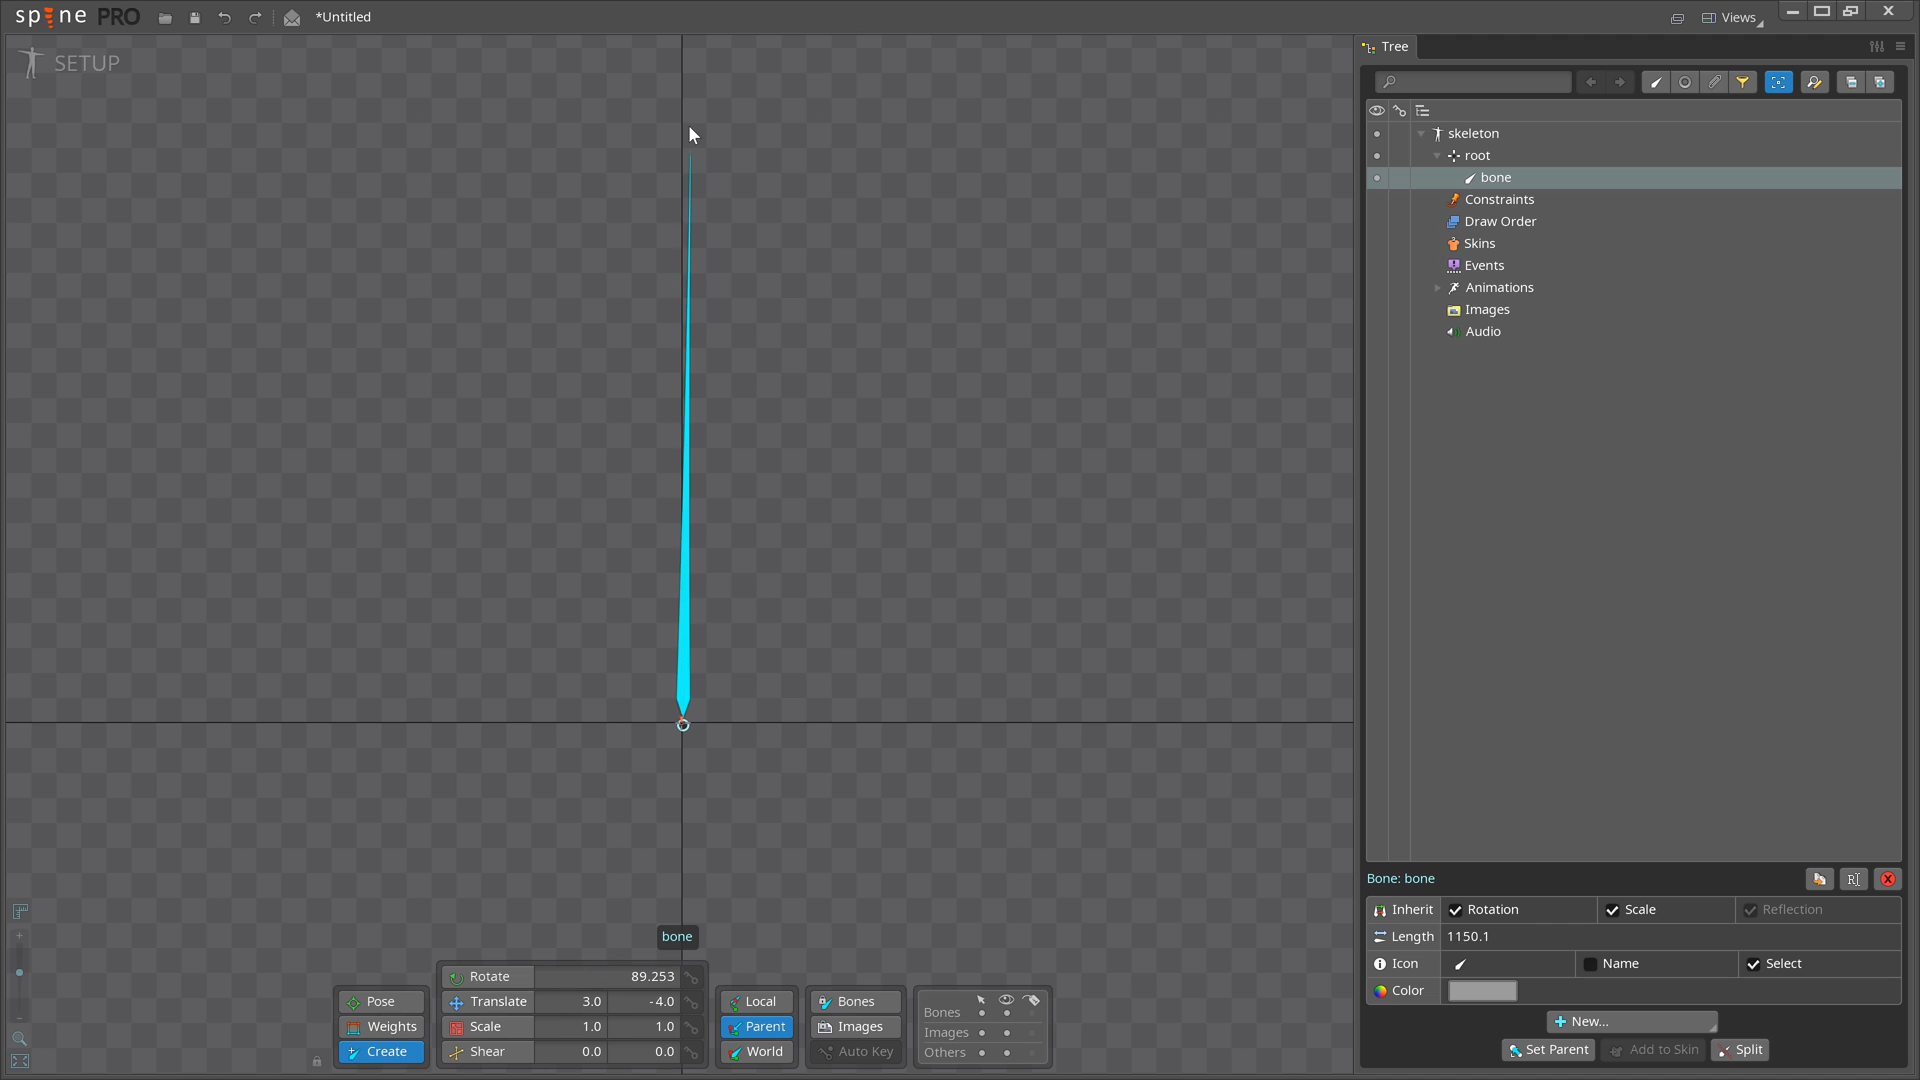 spine PRO
*Untitled
Views
SETUP
Tree
skeleton
root
bone
Constraints
Draw Order
Skins
Events
Animations
Images
Audio
Bone: bone
Inherit Rotation Scale Reflection
Length 1150.1
Icon Name Select
Color
New...
Set Parent Add to Skin Split
bone
Pose
Weights
Create
Rotate 89.253
Translate 3.0 -4.0
Scale 1.0 1.0
Shear 0.0 0.0
Local
Parent
World
Bones
Images
Auto Key
Bones
Images
Others